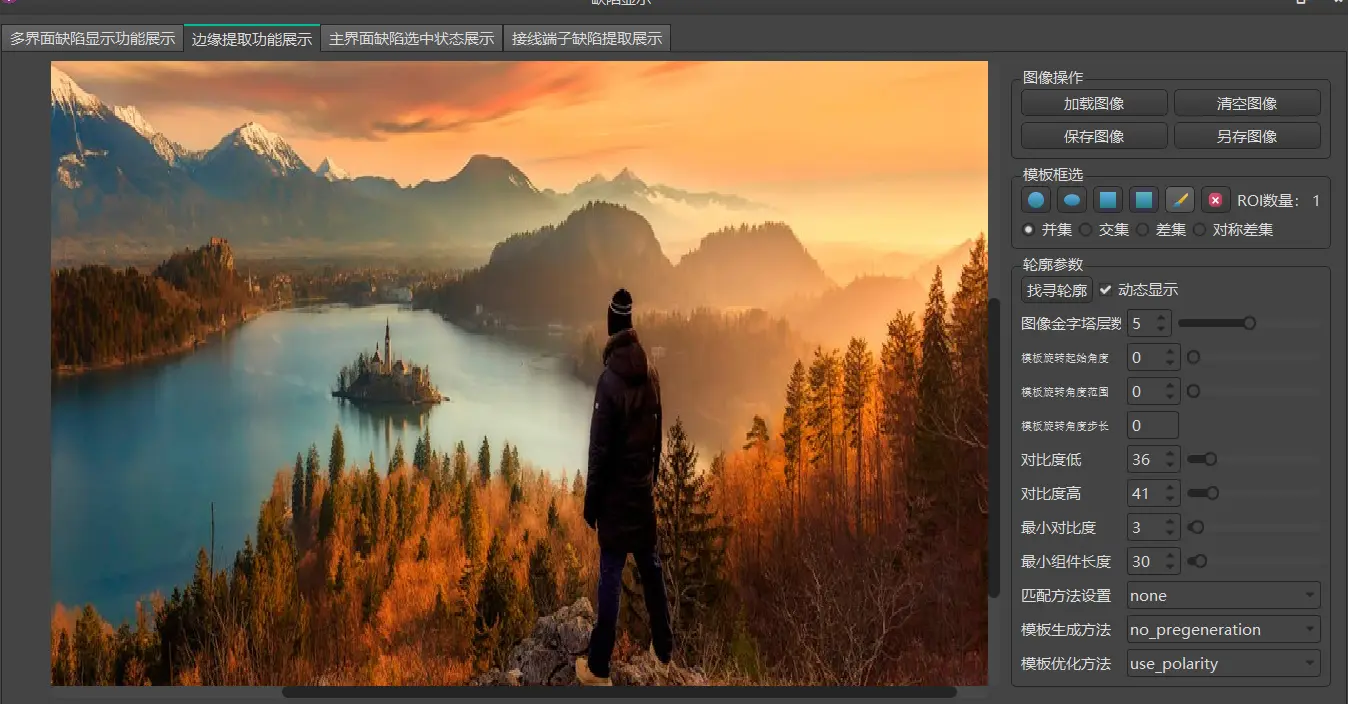 缺陷显示
多界面缺陷显示功能展示 边缘提取功能展示 主界面缺陷选中状态展示 接线端子缺陷提取展示
图像操作
加载图像 清空图像
保存图像 另存图像
模板框选
ROI数量： 1
并集 交集 差集 对称差集
轮廓参数
找寻轮廓 动态显示
图像金字塔层数 5
模板旋转起始角度 0
模板旋转角度范围 0
模板旋转角度步长 0
对比度低 36
对比度高 41
最小对比度 3
最小组件长度 30
匹配方法设置 none
模板生成方法 no_pregeneration
模板优化方法 use_polarity